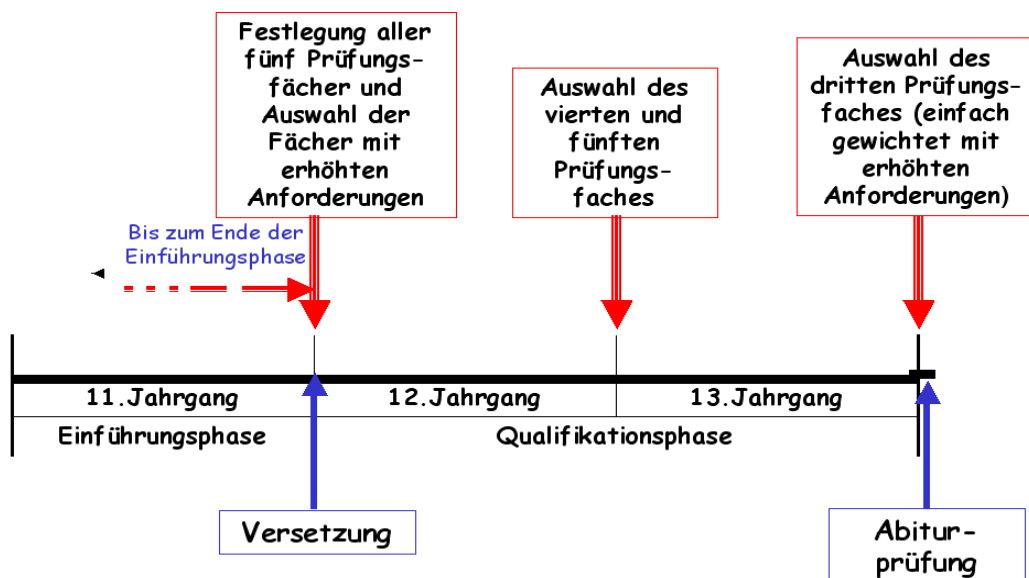 Festlegung aller
fünf Prüfungs-
fächer und
Auswahl der
Fächer mit
erhöhten
Anforderungen
Auswahl des
vierten und
fünften
Prüfungs-
faches
Auswahl des
dritten Prüfungs-
faches (einfach
gewichtet mit
erhöhten
Anforderungen)
Bis zum Ende der
Einführungsphase
11.Jahrgang
12.Jahrgang
13.Jahrgang
Einführungsphase
Qualifikationsphase
Versetzung
Abitur-
prüfung